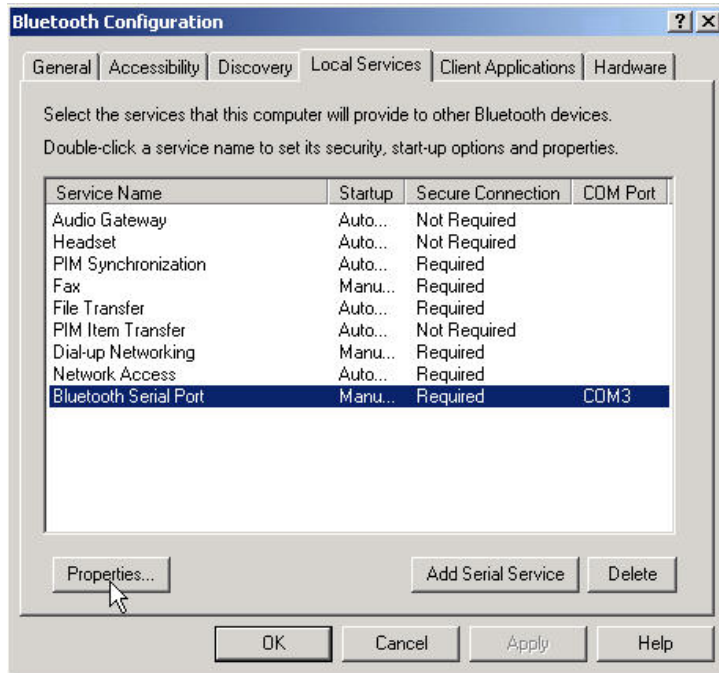 Bluetooth Configuration
General Accessibility Discovery Local Services Client Applications Hardware
Select the services that this computer will provide to other Bluetooth devices.
Double-click a service name to set its security, start-up options and properties.
Service Name Startup Secure Connection COM Port
Audio Gateway Auto... Not Required
Headset Auto... Not Required
PIM Synchronization Auto... Required
Fax Manu... Required
File Transfer Auto... Required
PIM Item Transfer Auto... Not Required
Dial-up Networking Manu... Required
Network Access Auto... Required
Bluetooth Serial Port Manu... Required COM3
Properties... Add Serial Service Delete
OK Cancel Apply Help